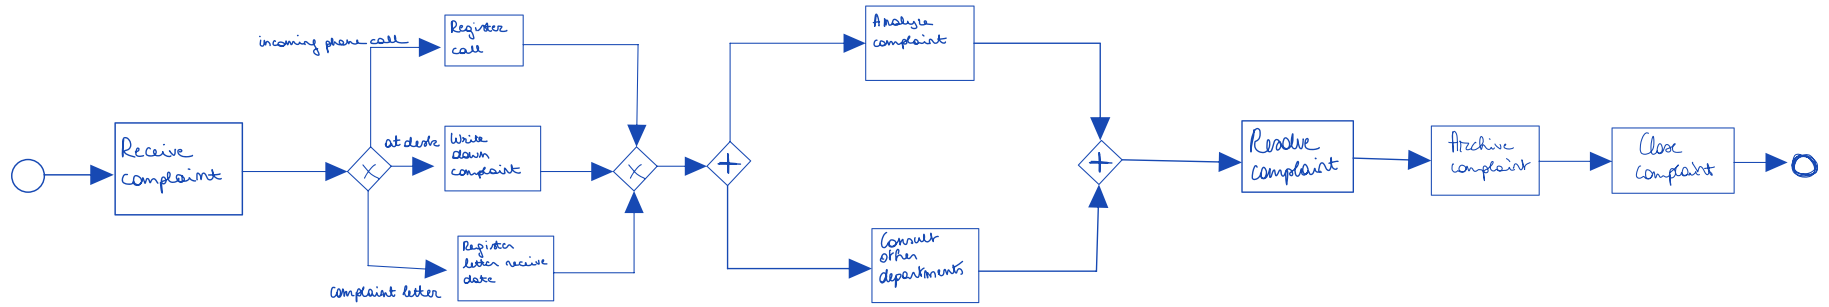 incoming phone call
Register
call
Analyze
complaint
Receive
complaint
at desk
Write
down
complaint
Resolve
complaint
Archive
complaint
Close
complaint
Register
letter receive
date
complaint letter
Consult
other
departments